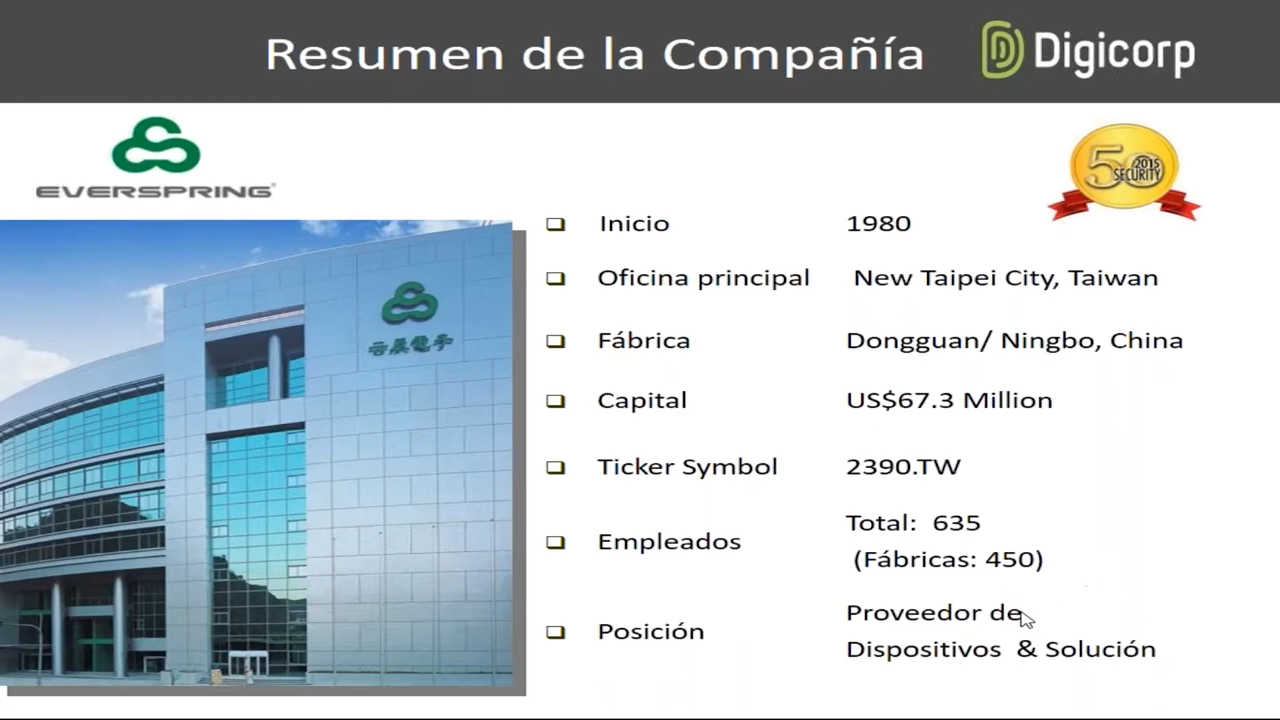 Resumen de la Compañía
Digicorp
EVERSPRING®
50
2015
SECURITY
Inicio 1980
Oficina principal New Taipei City, Taiwan
Fábrica Dongguan/ Ningbo, China
Capital US$67.3 Million
Ticker Symbol 2390.TW
Empleados Total: 635
(Fábricas: 450)
Posición Proveedor de
Dispositivos & Solución